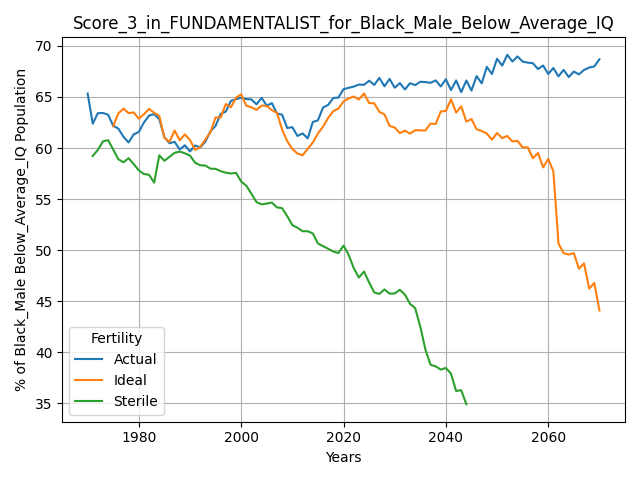 Score_3_in_FUNDAMENTALIST_for_Black_Male_Below_Average_IQ
% of Black_Male Below_Average_IQ Population
70
65
60
55
50
45
40
35
Fertility
Actual
Ideal
Sterile
1980 2000 2020 2040 2060
Years